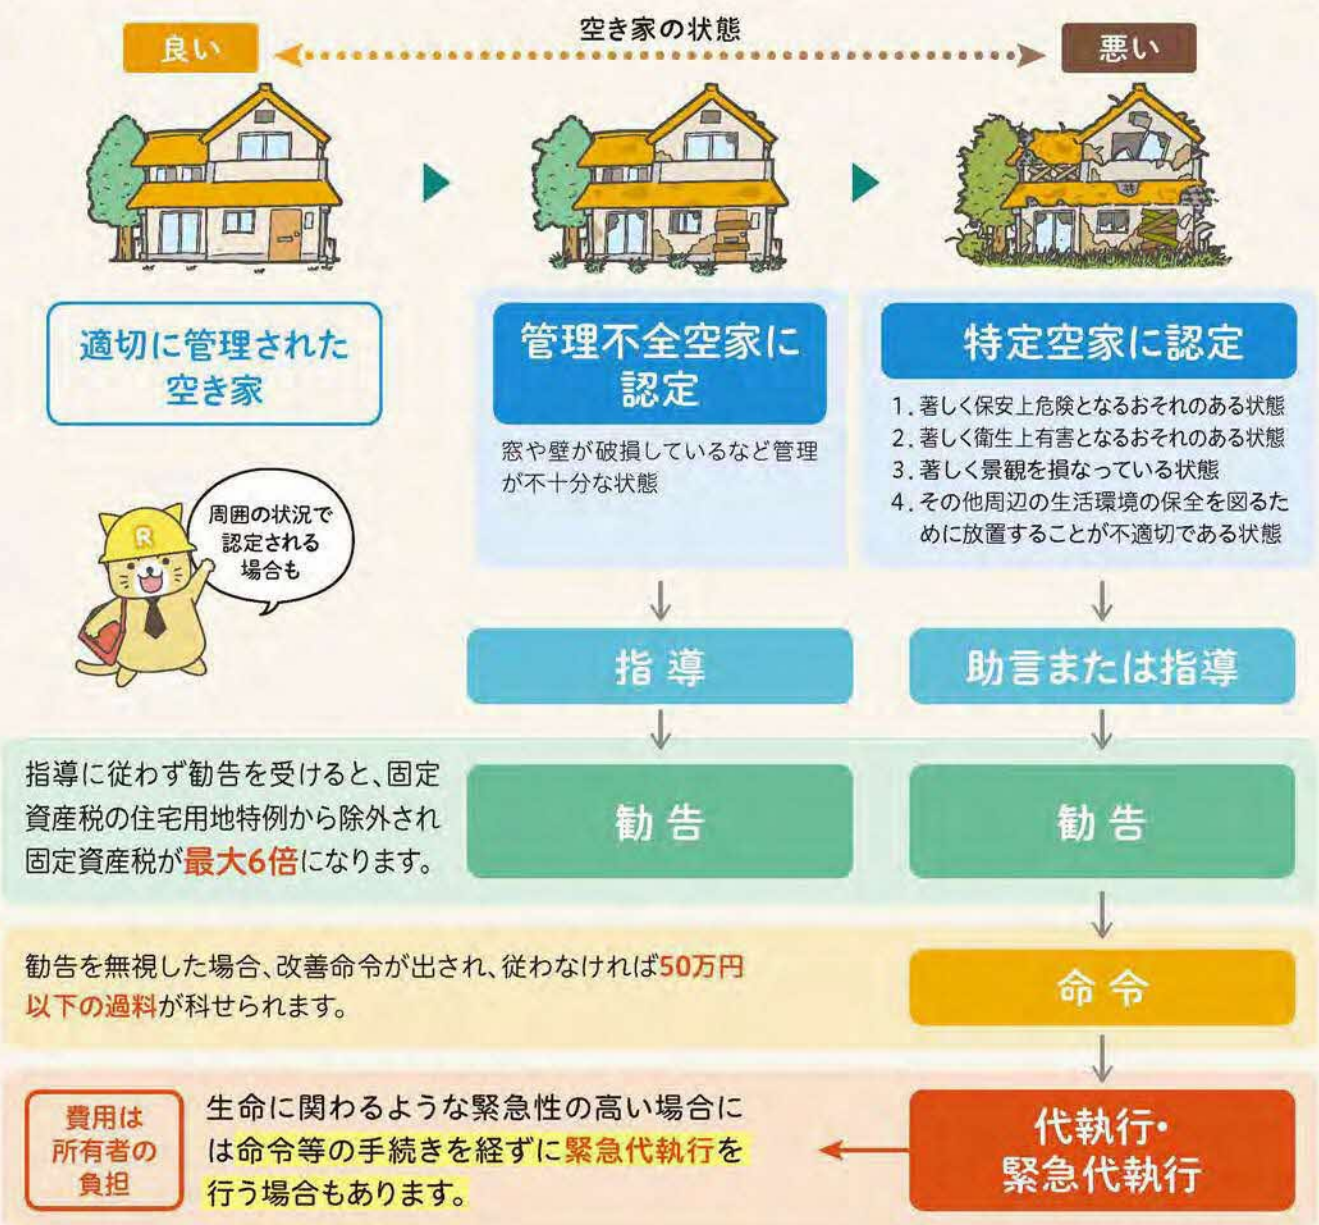 空き家の状態
良い
悪い
適切に管理された
空き家
管理不全空家に
認定
窓や壁が破損しているなど管理
が不十分な状態
特定空家に認定
1. 著しく保安上危険となるおそれのある状態
2. 著しく衛生上有害となるおそれのある状態
3. 著しく景観を損なっている状態
4. その他周辺の生活環境の保全を図るた
めに放置することが不適切である状態
R
周囲の状況で
認定される
場合も
指導
助言または指導
指導に従わず勧告を受けると、固定
資産税の住宅用地特例から除外され
固定資産税が最大6倍になります。
勧告
勧告
勧告を無視した場合、改善命令が出され、従わなければ50万円
以下の過料が科せられます。
命令
費用は
所有者の
負担
生命に関わるような緊急性の高い場合に
は命令等の手続きを経ずに緊急代執行を
行う場合もあります。
代執行・
緊急代執行